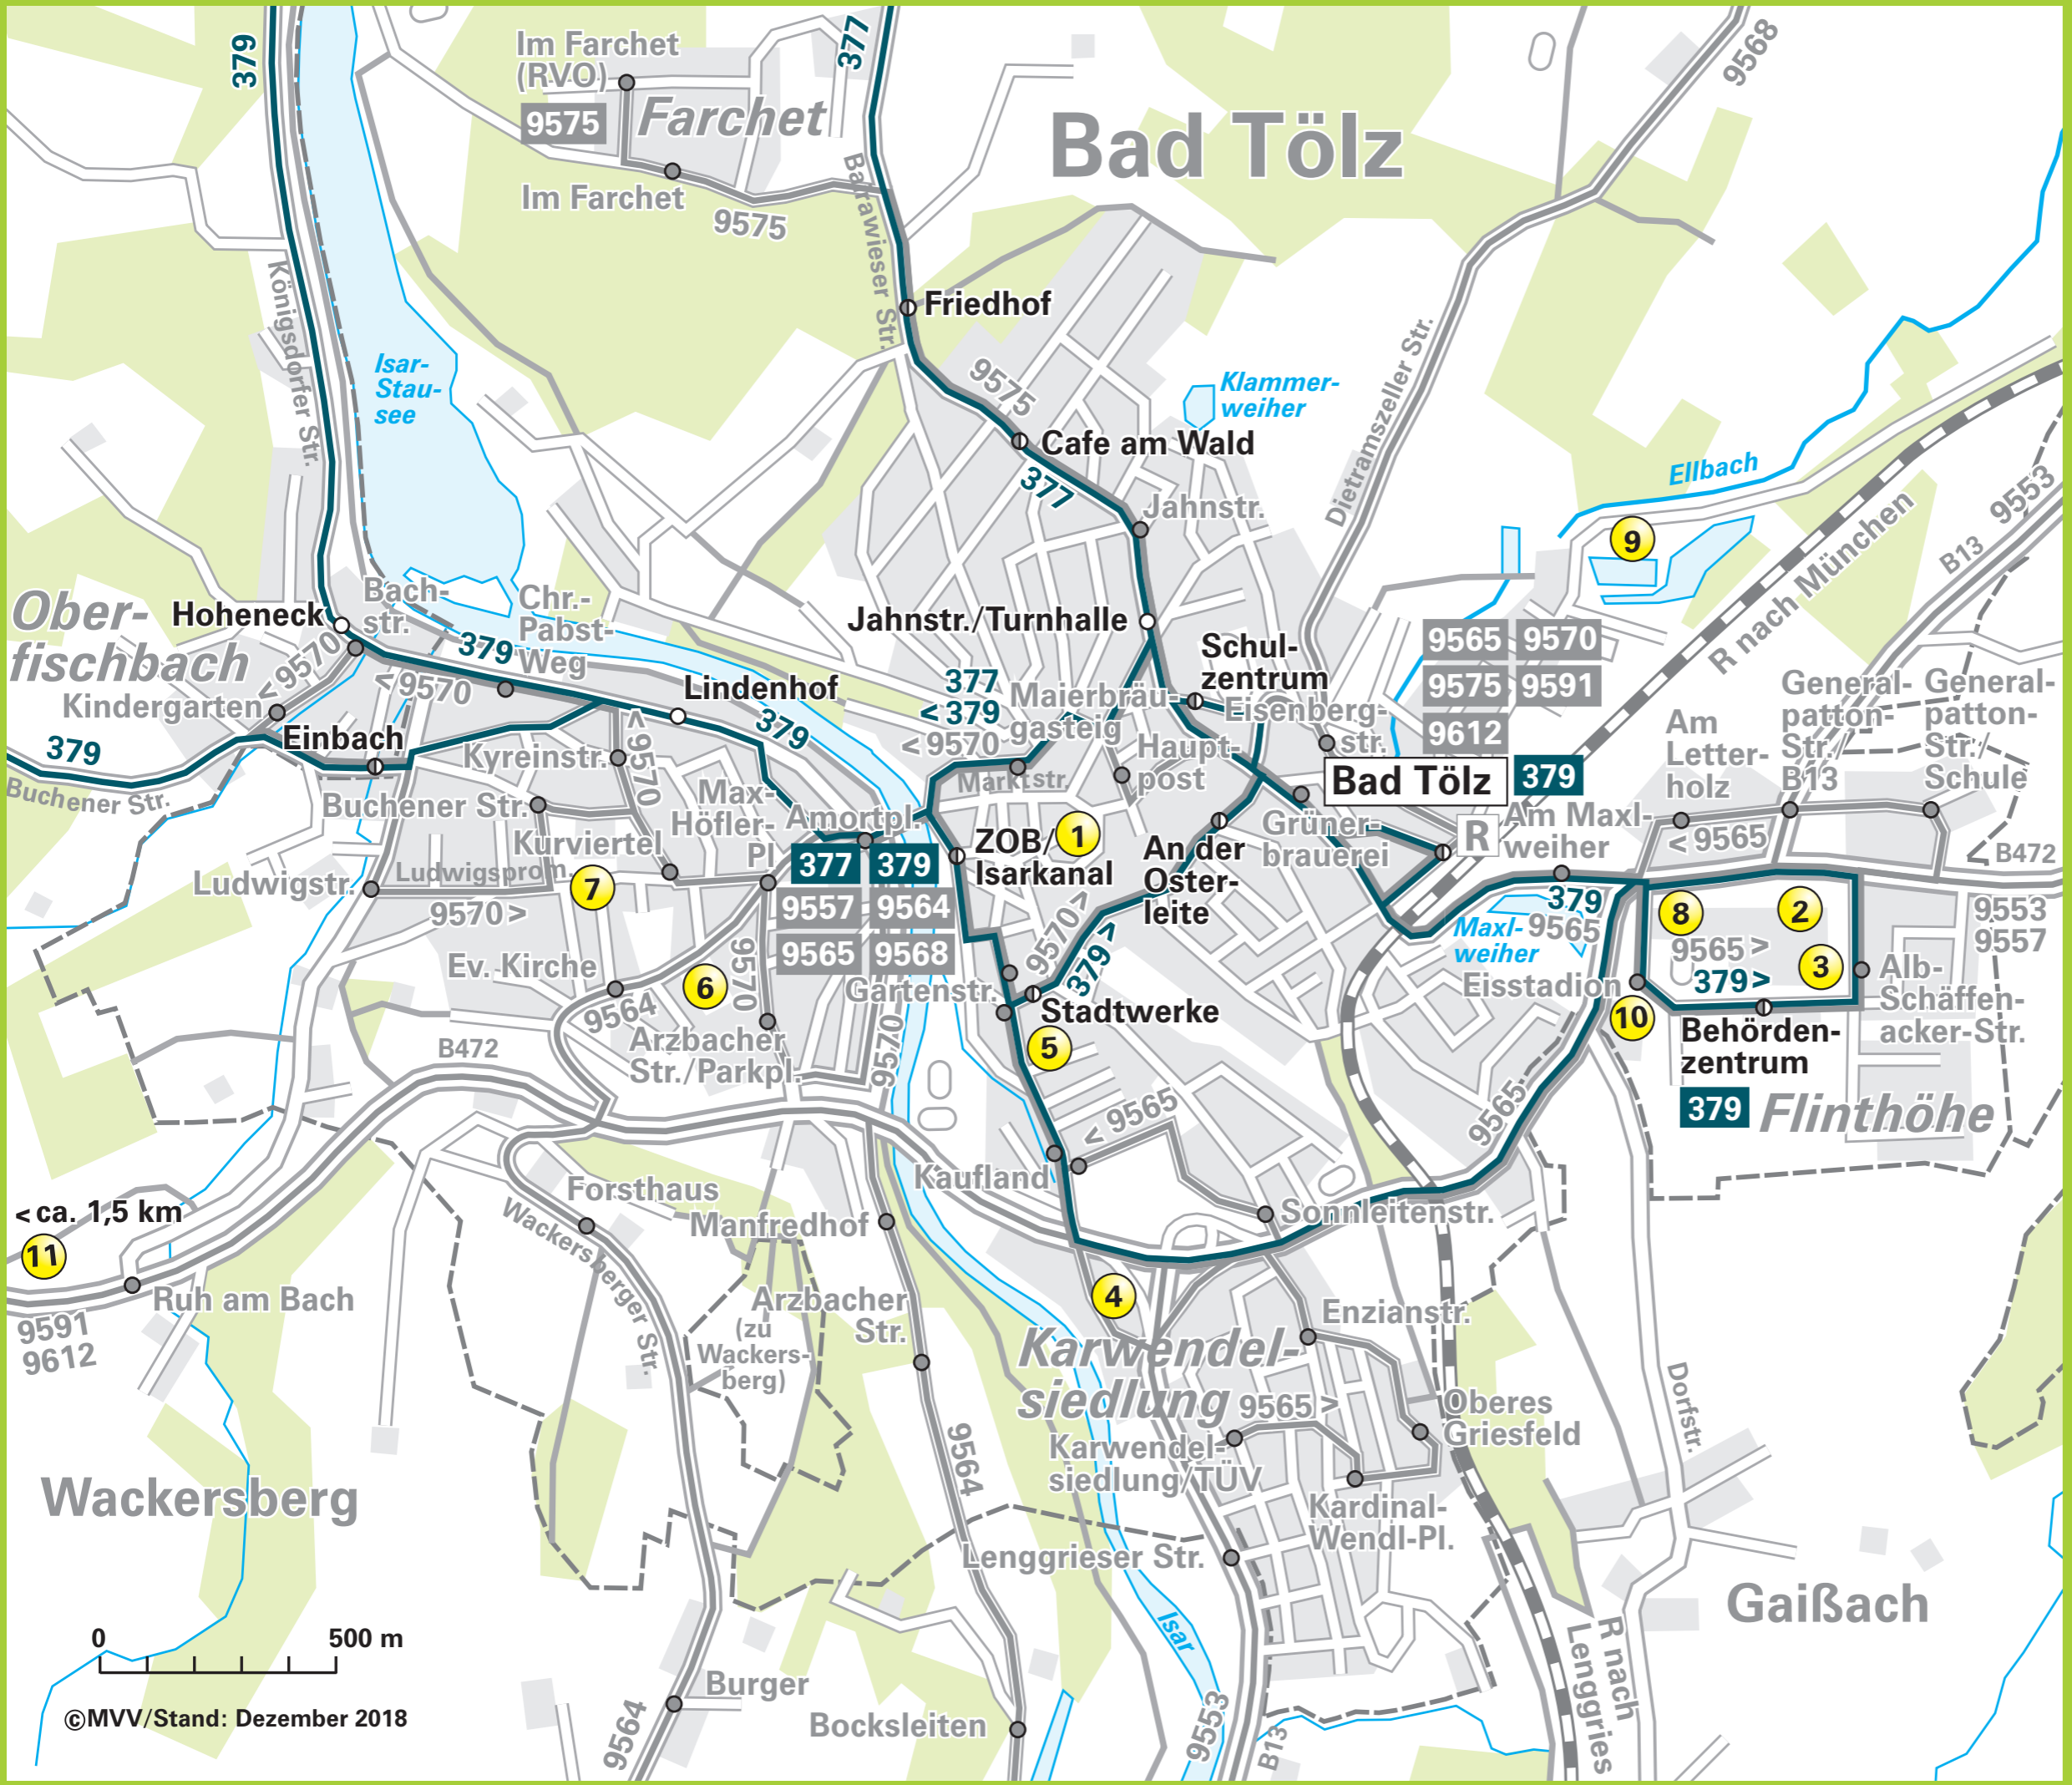 379
377
9568
Im Farchet
(RVO)
9575
Farchet
Bad Tölz
Im Farchet
9575
Bairawieser Str.
Königsdorfer Str.
Friedhof
Isar-
Stau-
see
9575
Klammer-
weiher
Dietramszeller Str.
Cafe am Wald
377
Jahnstr.
Ellbach
9553
B13
R nach München
9
Ober-
fischbach
Hoheneck
Bach-
str.
Chr.-
Pabst-
Weg
379
< 9570
< 9570
Kindergarten
Lindenhof
379
Jahnstr./Turnhalle
Schul-
zentrum
377
< 379
< 9570
Maierbräu-
gasteig
Eisenberg-
str.
9565
9570
9575
9591
9612
General-
patton-
Str./
B13
General-
patton-
Str./
Schule
Am
Letter-
holz
379
Buchener Str.
Einbach
Kyreinstr.
< 9570
Buchener Str.
Max-
Höfler-
Pl
Amortpl.
Marktstr.
Haupt-
post
Bad Tölz
379
R
Grüner-
brauerei
Am Maxl-
weiher
< 9565
B472
Kurviertel
Ludwigstr.
Ludwigsprom.
9570 >
7
377
379
9557
9564
9565
9568
ZOB/
Isarkanal
1
An der
Oster-
leite
9570 >
379 >
379
9565
Maxl-
weiher
8
2
9565 >
379 >
3
9553
9557
Ev. Kirche
9564
6
9570
Gartenstr.
Stadtwerke
5
Eisstadion
10
Behörden-
zentrum
379
Alb-
Schäffen-
acker-Str.
Flinthöhe
B472
Arzbacher
Str./Parkpl.
9570
< 9565
9565
Kaufland
Sonnleitenstr.
< ca. 1,5 km
11
Ruh am Bach
9591
9612
Forsthaus
Wackersberger Str.
Manfredhof
Arzbacher
Str.
(zu
Wackers-
berg)
4
Karwendel-
siedlung
Enzianstr.
9565 >
Oberes
Griesfeld
Karwendel-
siedlung/TÜV
Kardinal-
Wendl-Pl.
Dorfstr.
Wackersberg
9564
Lenggrieser Str.
Gaißach
Isar
R nach
Lenggries
0
500 m
©MVV/Stand: Dezember 2018
Burger
9564
Bocksleiten
9553
B13